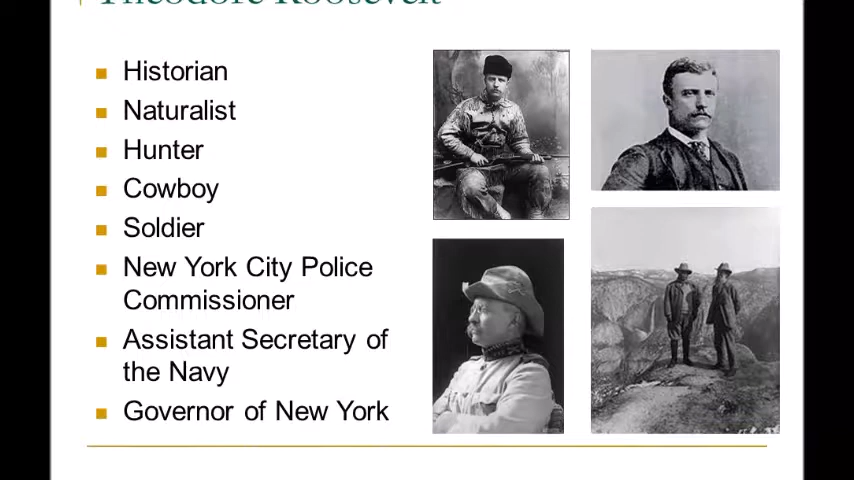 Theodore Roosevelt
Historian
Naturalist
Hunter
Cowboy
Soldier
New York City Police
Commissioner
Assistant Secretary of
the Navy
Governor of New York